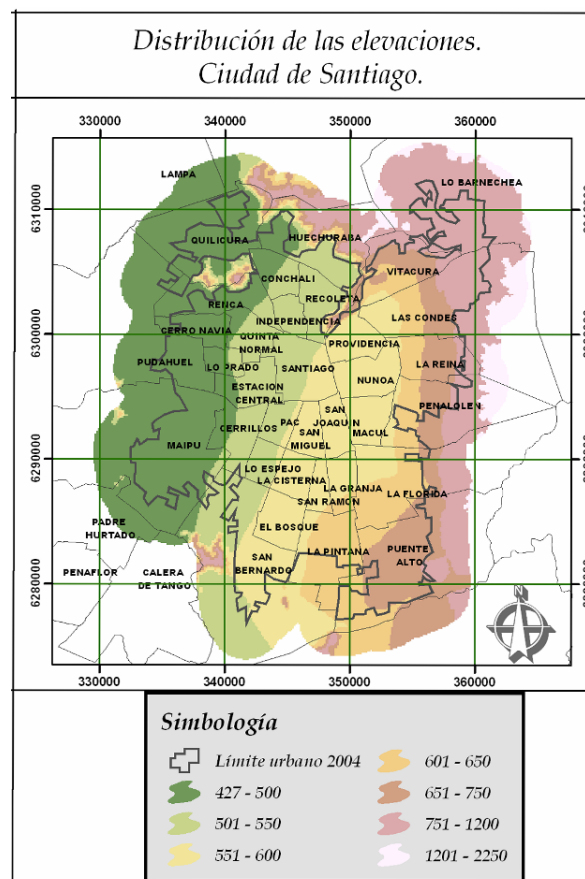 Distribución de las elevaciones.
Ciudad de Santiago.
330000 340000 350000 360000
6310000
6300000
6290000
6280000
LAMPA
LO BARNECHEA
QUILICURA
HUECHURABA
VITACURA
CONCHALI
RENCA
RECOLETA
INDEPENDENCIA
LAS CONDES
CERRO NAVIA
QUINTA
NORMAL
PROVIDENCIA
PUDAHUEL
LO PRADO
SANTIAGO
LA REINA
NUNOA
ESTACION
CENTRAL
PENALOLEN
SAN
JOAQUIN
CERRILLOS
PAC
SAN
MIGUEL
MACUL
MAIPU
LO ESPEJO
LA CISTERNA
LA GRANJA
LA FLORIDA
SAN RAMON
PADRE
HURTADO
EL BOSQUE
LA PINTANA
PUENTE
ALTO
SAN
BERNARDO
PENAFLOR
CALERA
DE TANGO
N
330000 340000 350000 360000
Simbología
Límite urbano 2004
427 - 500
501 - 550
551 - 600
601 - 650
651 - 750
751 - 1200
1201 - 2250